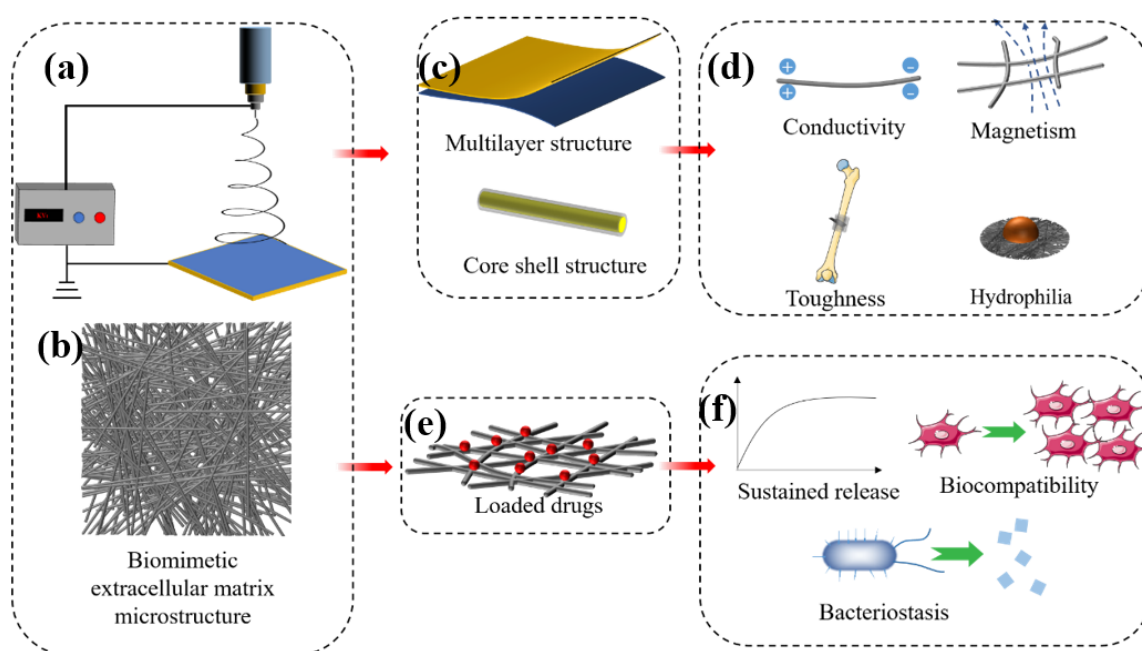 (a)
(b)
Biomimetic
extracellular matrix
microstructure
(c)
Multilayer structure
Core shell structure
(d)
+
+
-
-
Conductivity
Magnetism
Toughness
Hydrophilia
(e)
Loaded drugs
(f)
Sustained release
Biocompatibility
Bacteriostasis